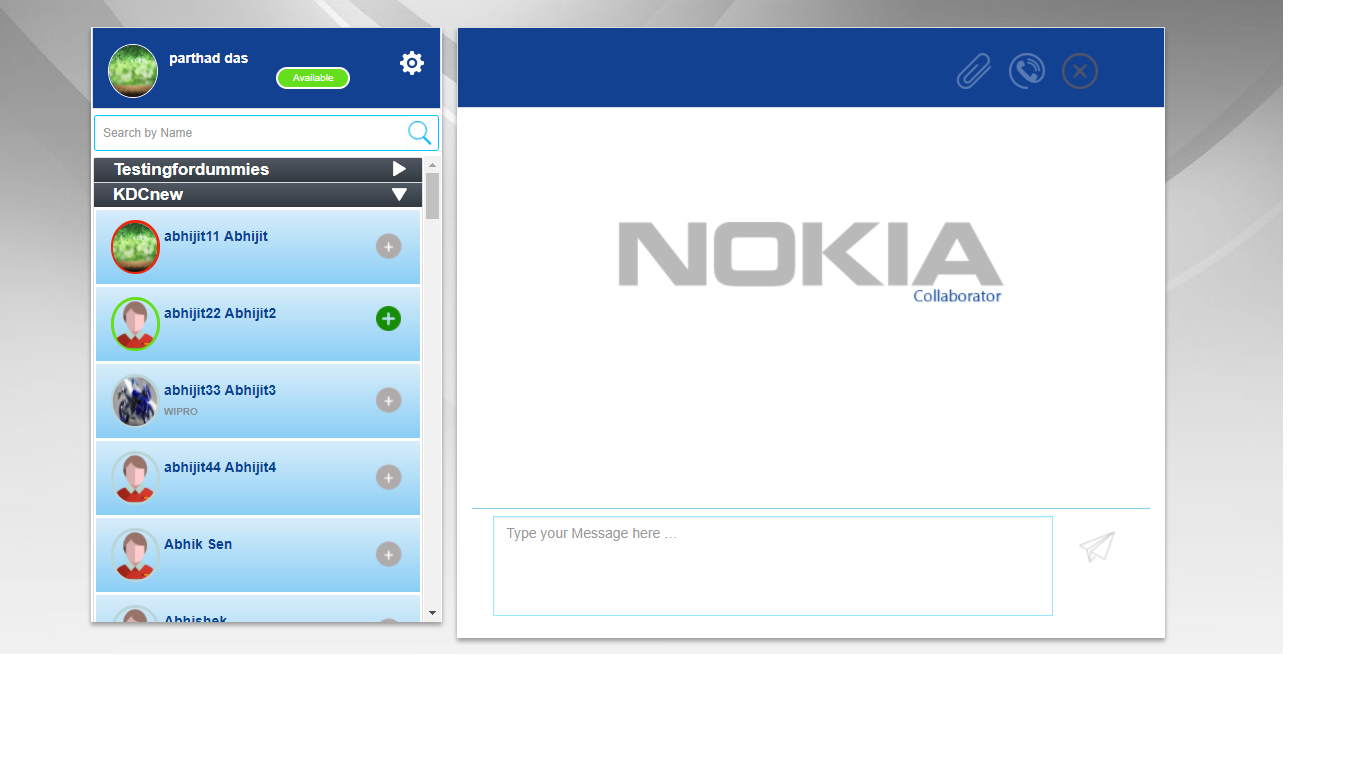 parthad das
Available
Search by Name
Testingfordummies
KDCnew
abhijit11 Abhijit
abhijit22 Abhijit2
abhijit33 Abhijit3
WIPRO
abhijit44 Abhijit4
Abhik Sen
Abhishek
NOKIA
Collaborator
Type your Message here ...